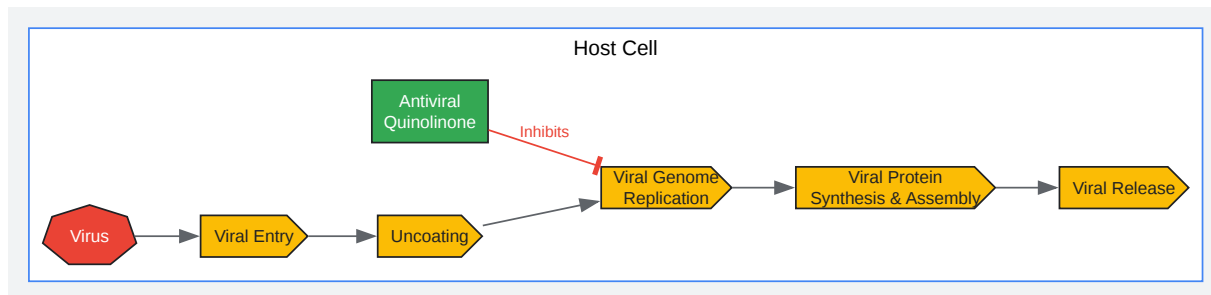 Host Cell
Antiviral
Quinolinone
Inhibits
Viral Genome
Replication
Viral Protein
Synthesis & Assembly
Viral Release
Virus
Viral Entry
Uncoating